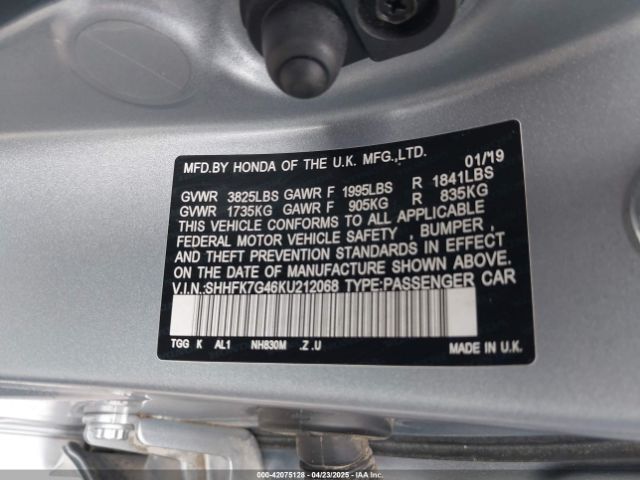 MFD.BY HONDA OF THE U.K. MFG.,LTD. 01/'19
GVWR 3825LBS GAWR F 1995LBS R 1841LBS
GVWR 1735KG GAWR F 905KG R 835KG
THIS VEHICLE CONFORMS TO ALL APPLICABLE
FEDERAL MOTOR VEHICLE SAFETY , BUMPER ,
AND THEFT PREVENTION STANDARDS IN EFFECT
ON THE DATE OF MANUFACTURE SHOWN ABOVE.
V.I.N.:SHHFK7G46KU212068 TYPE:PASSENGER CAR
TGG K AL1 NH830M .Z .U MADE IN U.K.
000-42075128 - 04/23/2025 - IAAI.COM